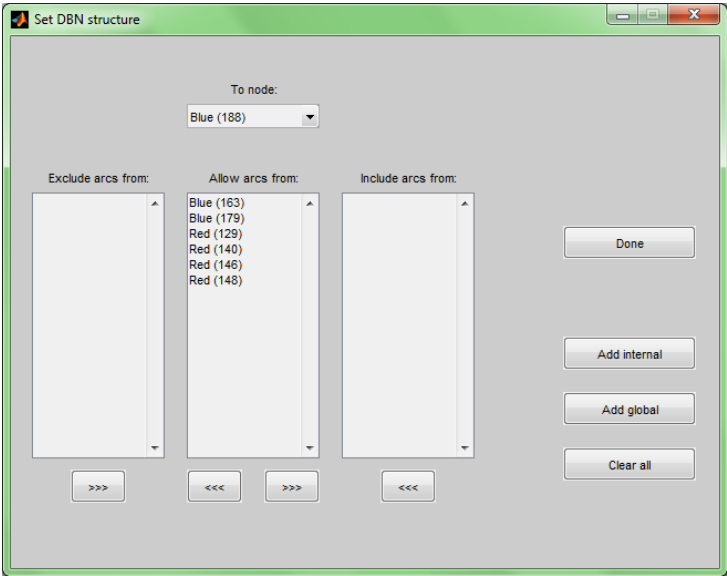 Set DBN structure
To node:
Blue (188)
Exclude arcs from:
Allow arcs from:
Include arcs from:
Blue (163)
Blue (179)
Red (129)
Red (140)
Red (146)
Red (148)
Done
Add internal
Add global
Clear all
>>>
<<<
>>>
<<<